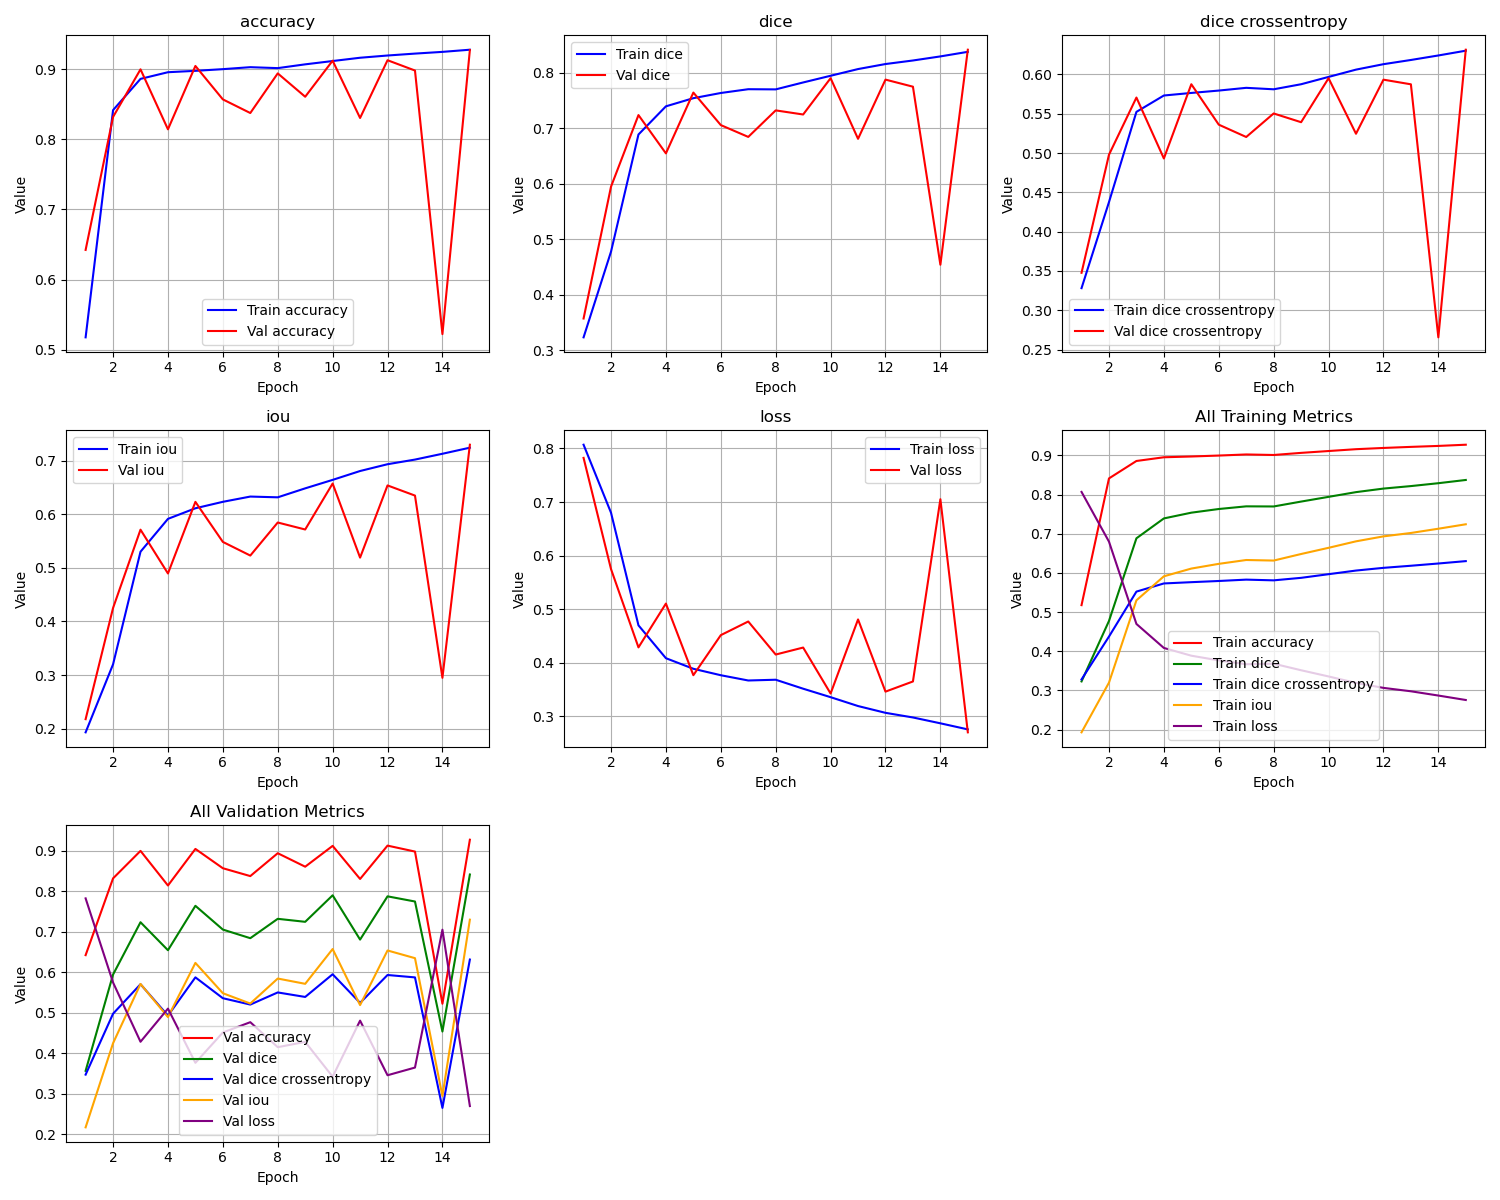 accuracy
Value
0.9
0.8
0.7
0.6
0.5
Train accuracy
Val accuracy
2 4 6 8 10 12 14
Epoch
dice
Value
0.8
0.7
0.6
0.5
0.4
0.3
Train dice
Val dice
2 4 6 8 10 12 14
Epoch
dice crossentropy
Value
0.60
0.55
0.50
0.45
0.40
0.35
0.30
0.25
Train dice crossentropy
Val dice crossentropy
2 4 6 8 10 12 14
Epoch
iou
Value
0.7
0.6
0.5
0.4
0.3
0.2
Train iou
Val iou
2 4 6 8 10 12 14
Epoch
loss
Value
0.8
0.7
0.6
0.5
0.4
0.3
Train loss
Val loss
2 4 6 8 10 12 14
Epoch
All Training Metrics
Value
0.9
0.8
0.7
0.6
0.5
0.4
0.3
0.2
Train accuracy
Train dice
Train dice crossentropy
Train iou
Train loss
2 4 6 8 10 12 14
Epoch
All Validation Metrics
Value
0.9
0.8
0.7
0.6
0.5
0.4
0.3
0.2
Val accuracy
Val dice
Val dice crossentropy
Val iou
Val loss
2 4 6 8 10 12 14
Epoch